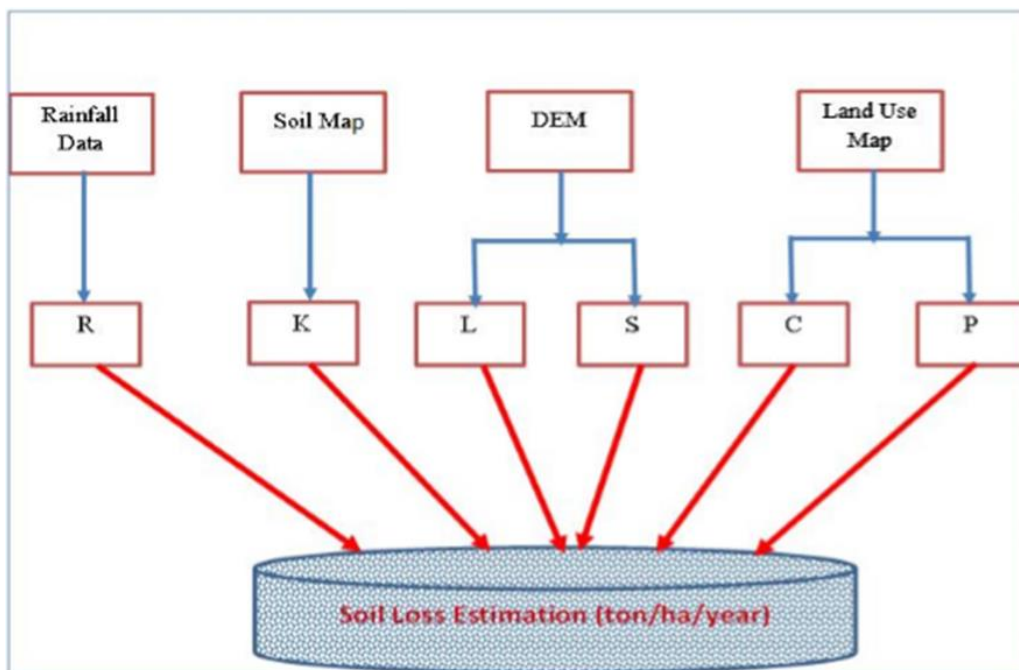 Rainfall
Data
Soil Map
DEM
Land Use
Map
R
K
L
S
C
P
Soil Loss Estimation (ton/ha/year)